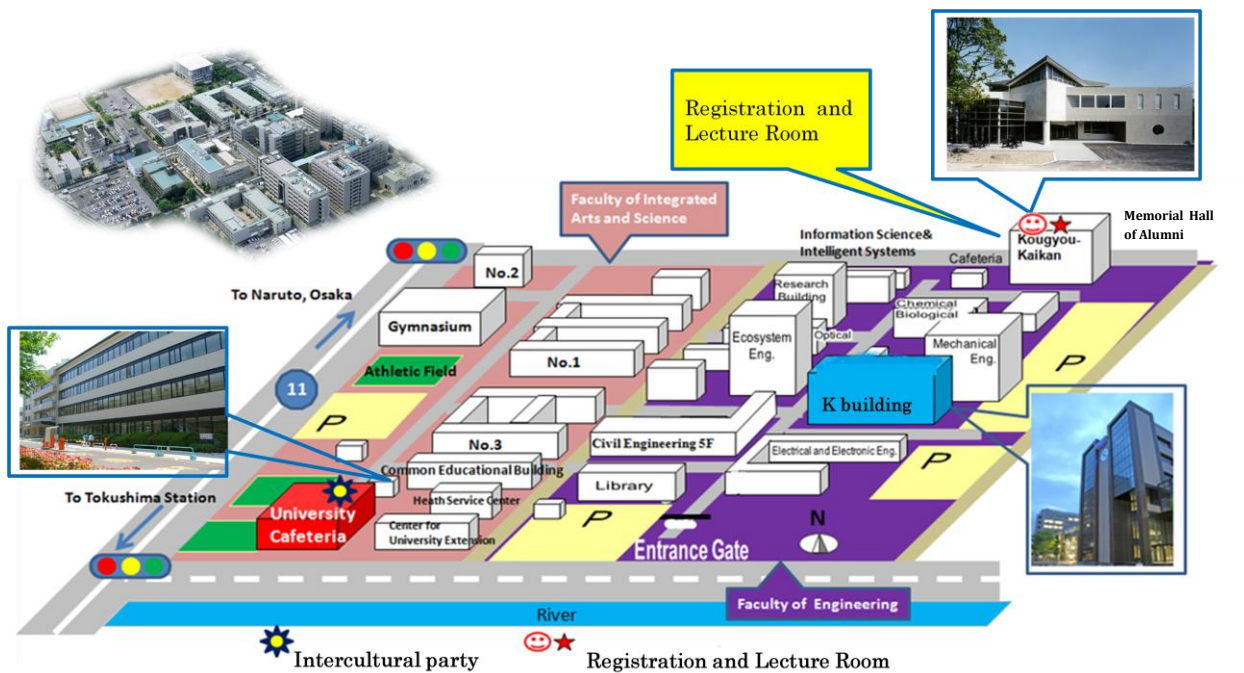 Registration and
Lecture Room
Memorial Hall
of Alumni
Faculty of Integrated
Arts and Science
Information Science&
Intelligent Systems
Cafeteria
Kougyou-
Kaikan
No.2
Research
Building
To Naruto, Osaka
Gymnasium
Chemical
Biological
Optical
Ecosystem
Eng.
Mechanical
Eng.
No.1
Athletic Field
P
11
K building
P
No.3
Civil Engineering 5F
Electrical and Electronic Eng.
P
Common Educational Building
Library
To Tokushima Station
Heath Service Center
University
Cafeteria
Center for
University Extension
P
N
Entrance Gate
Faculty of Engineering
River
Intercultural party
Registration and Lecture Room